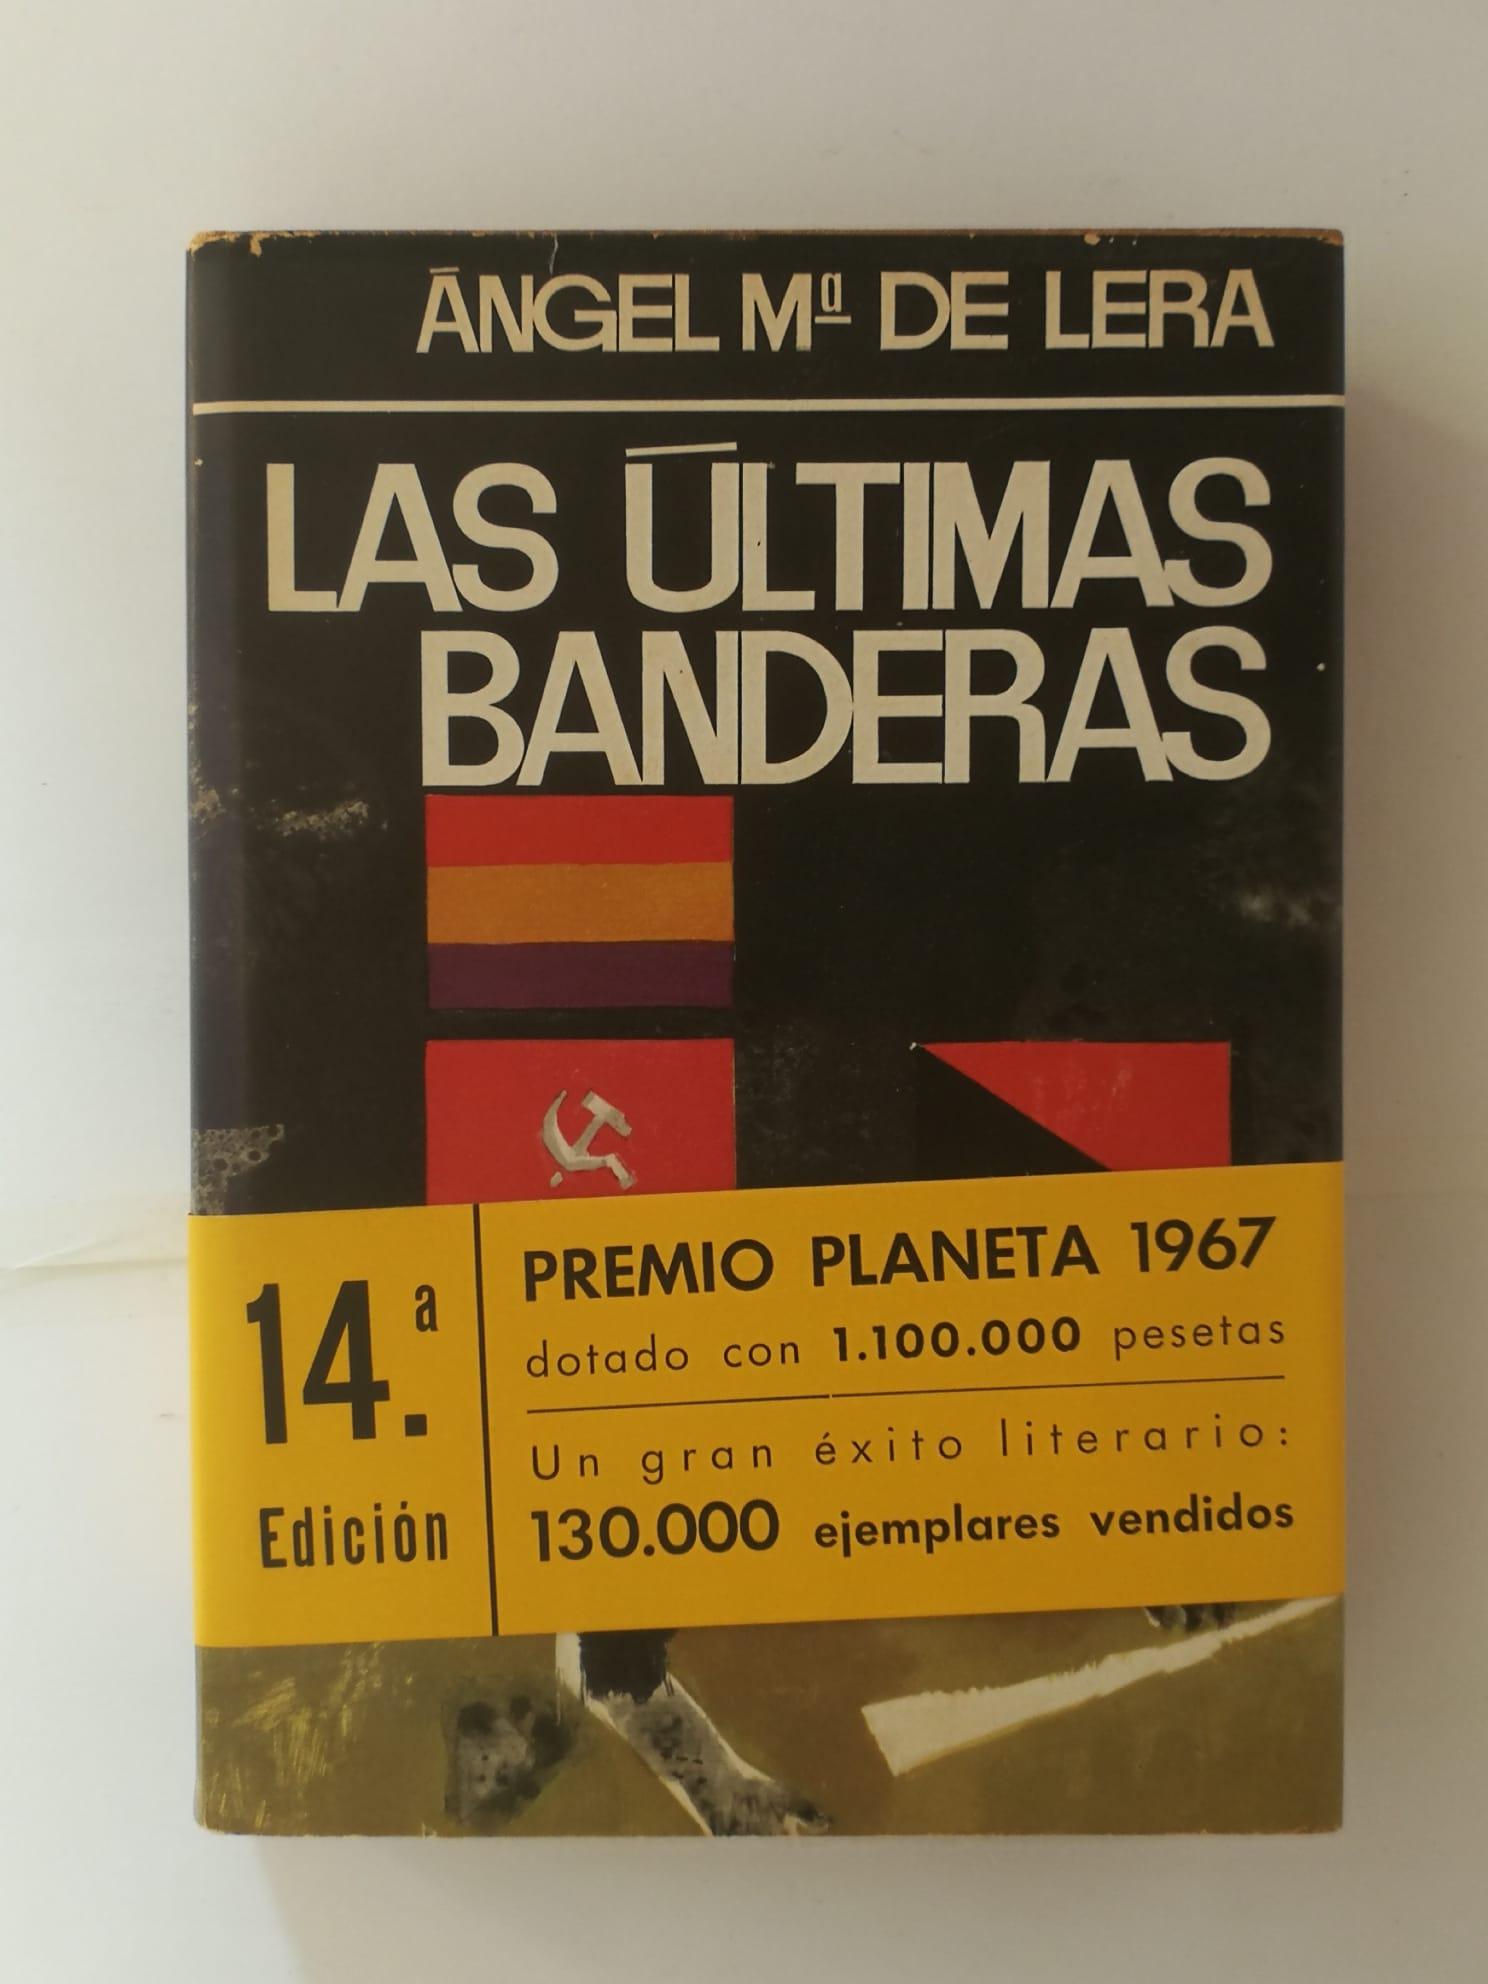 ÁNGEL Mª DE LERA
LAS ÚLTIMAS
BANDERAS
14.ª
Edición
PREMIO PLANETA 1967
dotado con 1.100.000 pesetas
Un gran éxito literario:
130.000 ejemplares vendidos